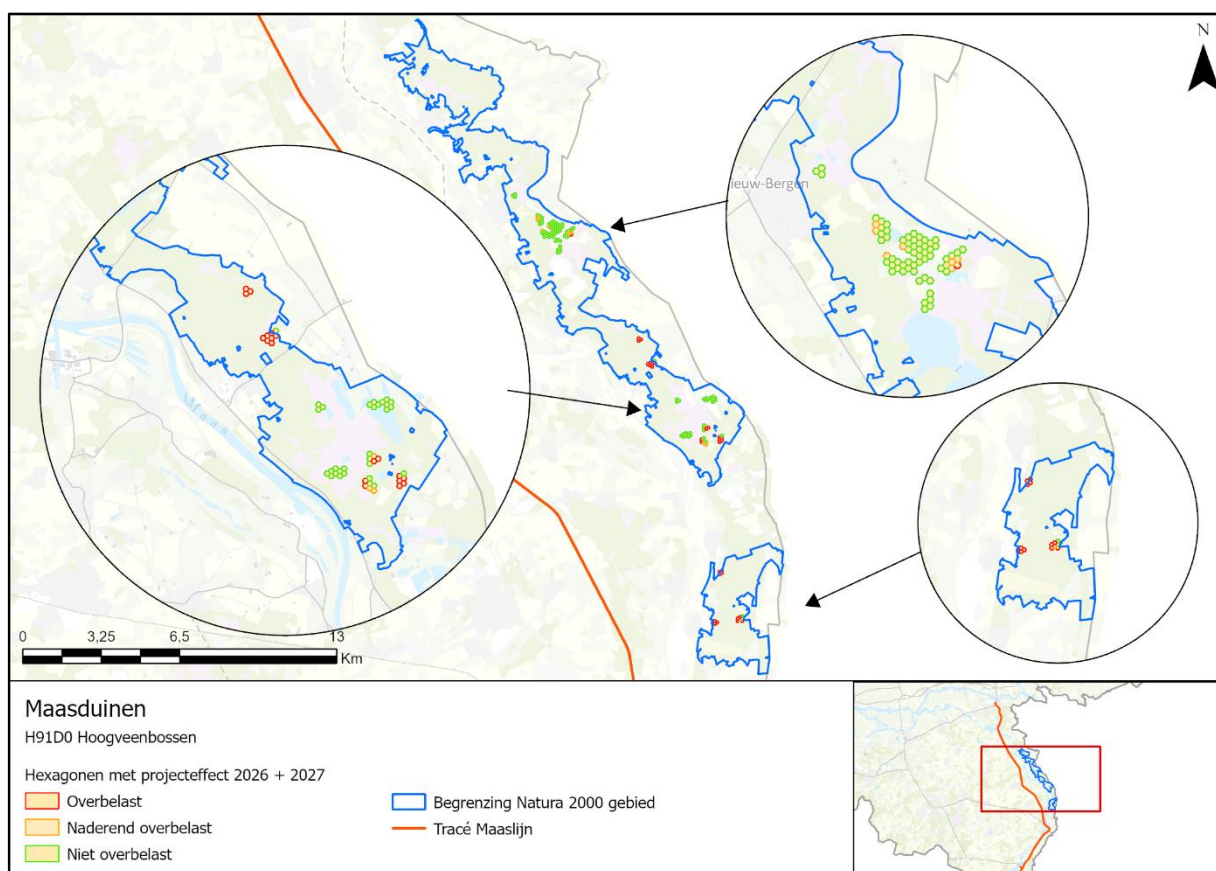 N
ieuw-Bergen
Maas
0 3,25 6,5 13
Km
Maasduinen
H91D0 Hoogveenbossen
Hexagonen met projecteffect 2026 + 2027
Overbelast
Naderend overbelast
Niet overbelast
Begrenzing Natura 2000 gebied
Tracé Maaslijn